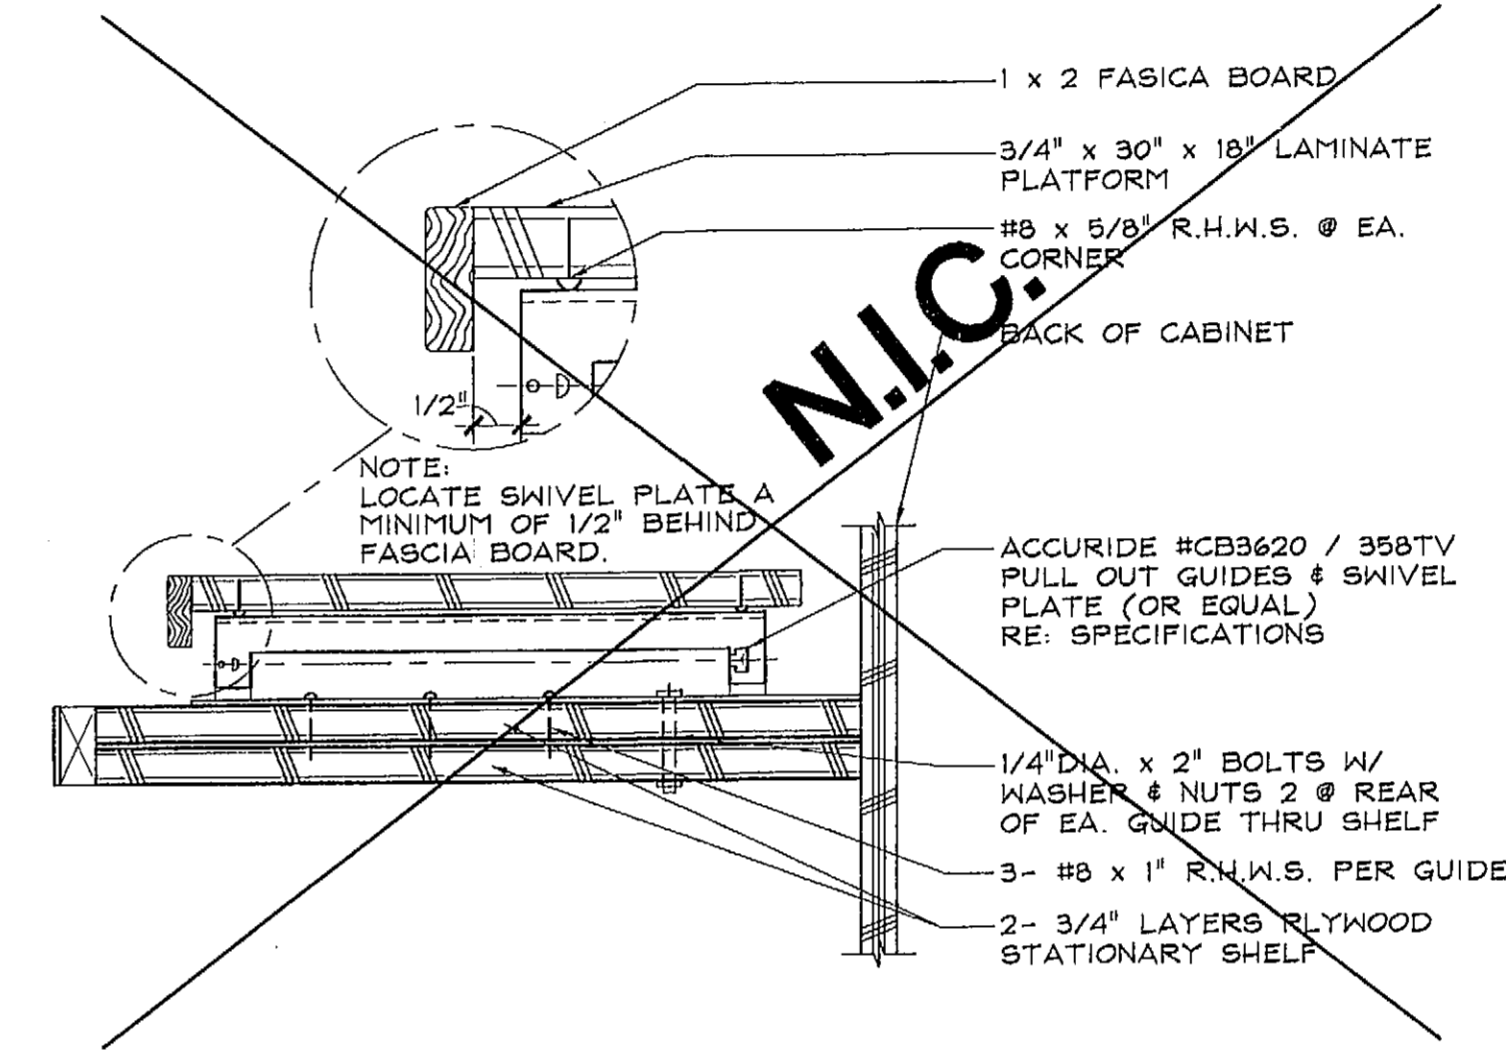 1 x 2 FASICA BOARD
3/4" x 30" x 18" LAMINATE
PLATFORM
#8 x 5/8" R.H.W.S. @ EA.
CORNER
N.I.C.
BACK OF CABINET
1/2"
NOTE:
LOCATE SWIVEL PLATE A
MINIMUM OF 1/2" BEHIND
FASCIA BOARD.
ACCURIDE #CB3620 / 358TV
PULL OUT GUIDES & SWIVEL
PLATE (OR EQUAL)
RE: SPECIFICATIONS
1/4"DIA. x 2" BOLTS W/
WASHER & NUTS 2 @ REAR
OF EA. GUIDE THRU SHELF
3- #8 x 1" R.H.W.S. PER GUIDE
2- 3/4" LAYERS PLYWOOD
STATIONARY SHELF